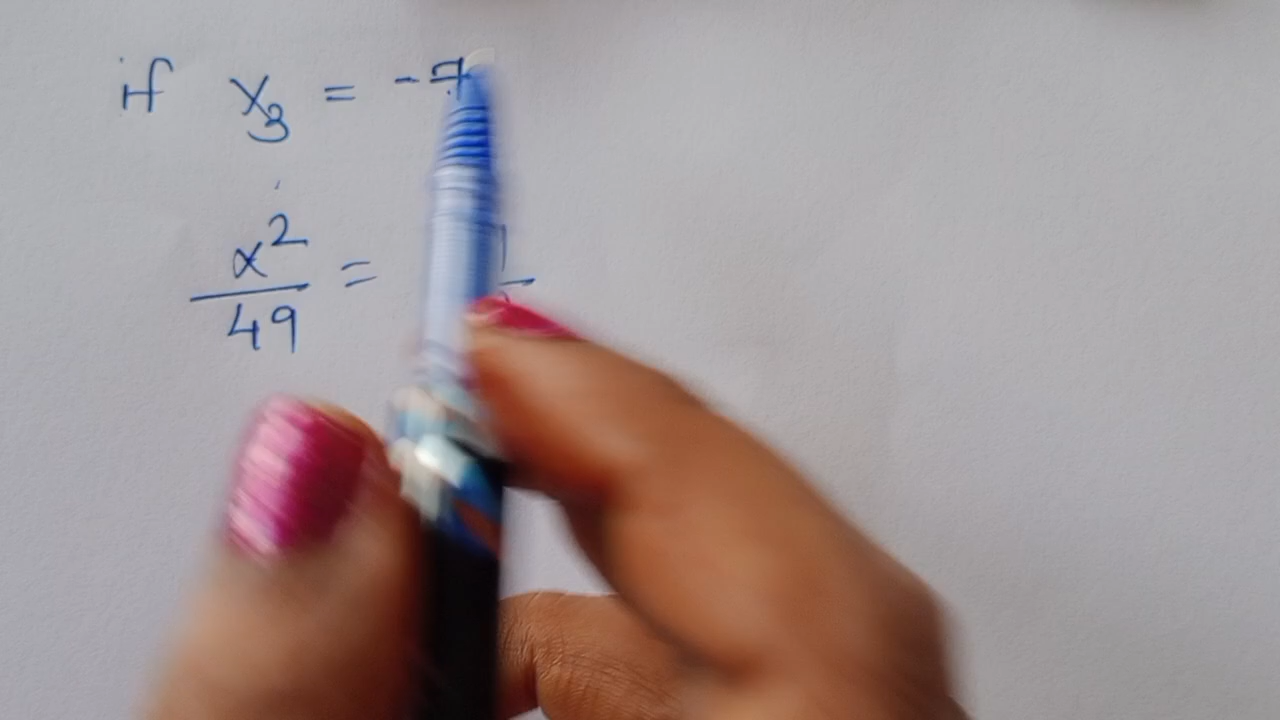 if x₃ = -7
x²/49 =